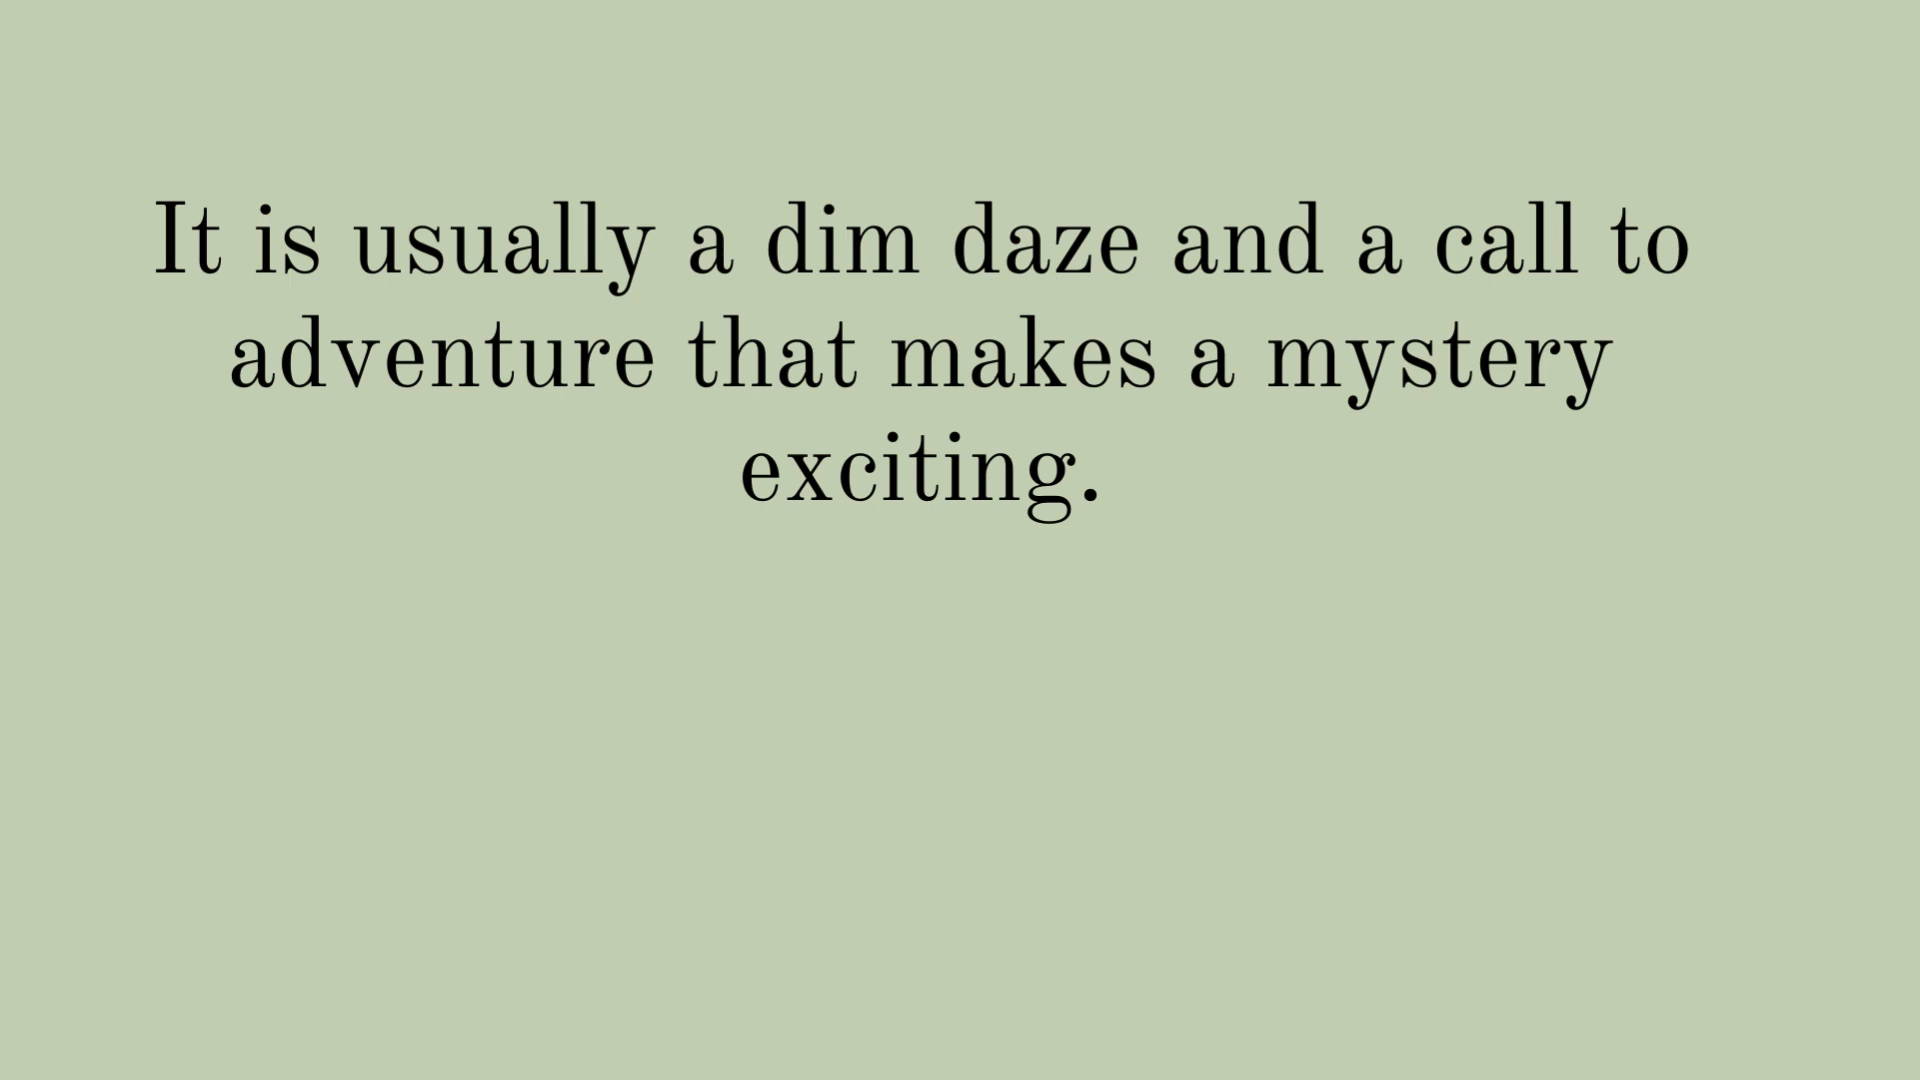 It is usually a dim daze and a call to
adventure that makes a mystery
exciting.